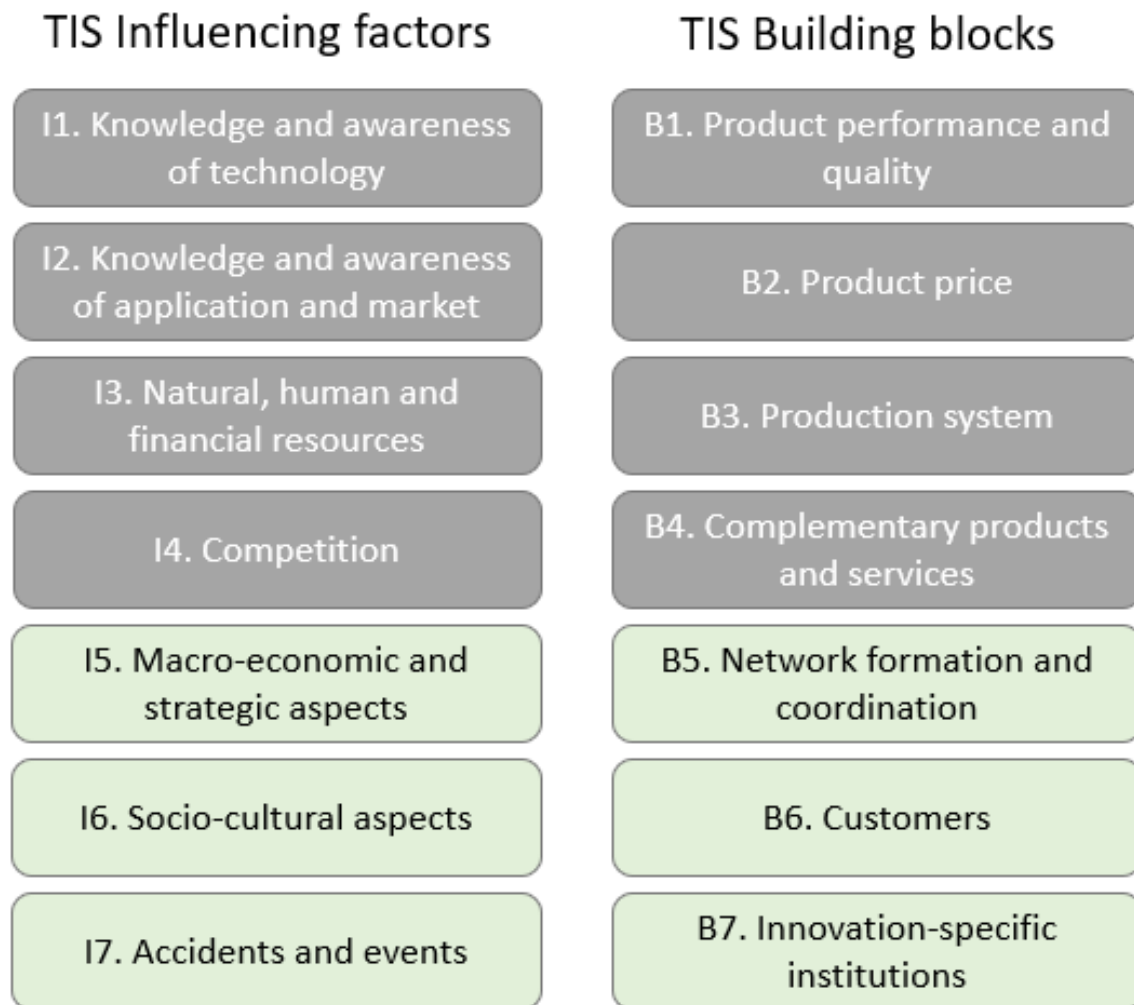 TIS Influencing factors
I1. Knowledge and awareness
of technology
I2. Knowledge and awareness
of application and market
I3. Natural, human and
financial resources
I4. Competition
I5. Macro-economic and
strategic aspects
I6. Socio-cultural aspects
I7. Accidents and events
TIS Building blocks
B1. Product performance and
quality
B2. Product price
B3. Production system
B4. Complementary products
and services
B5. Network formation and
coordination
B6. Customers
B7. Innovation-specific
institutions